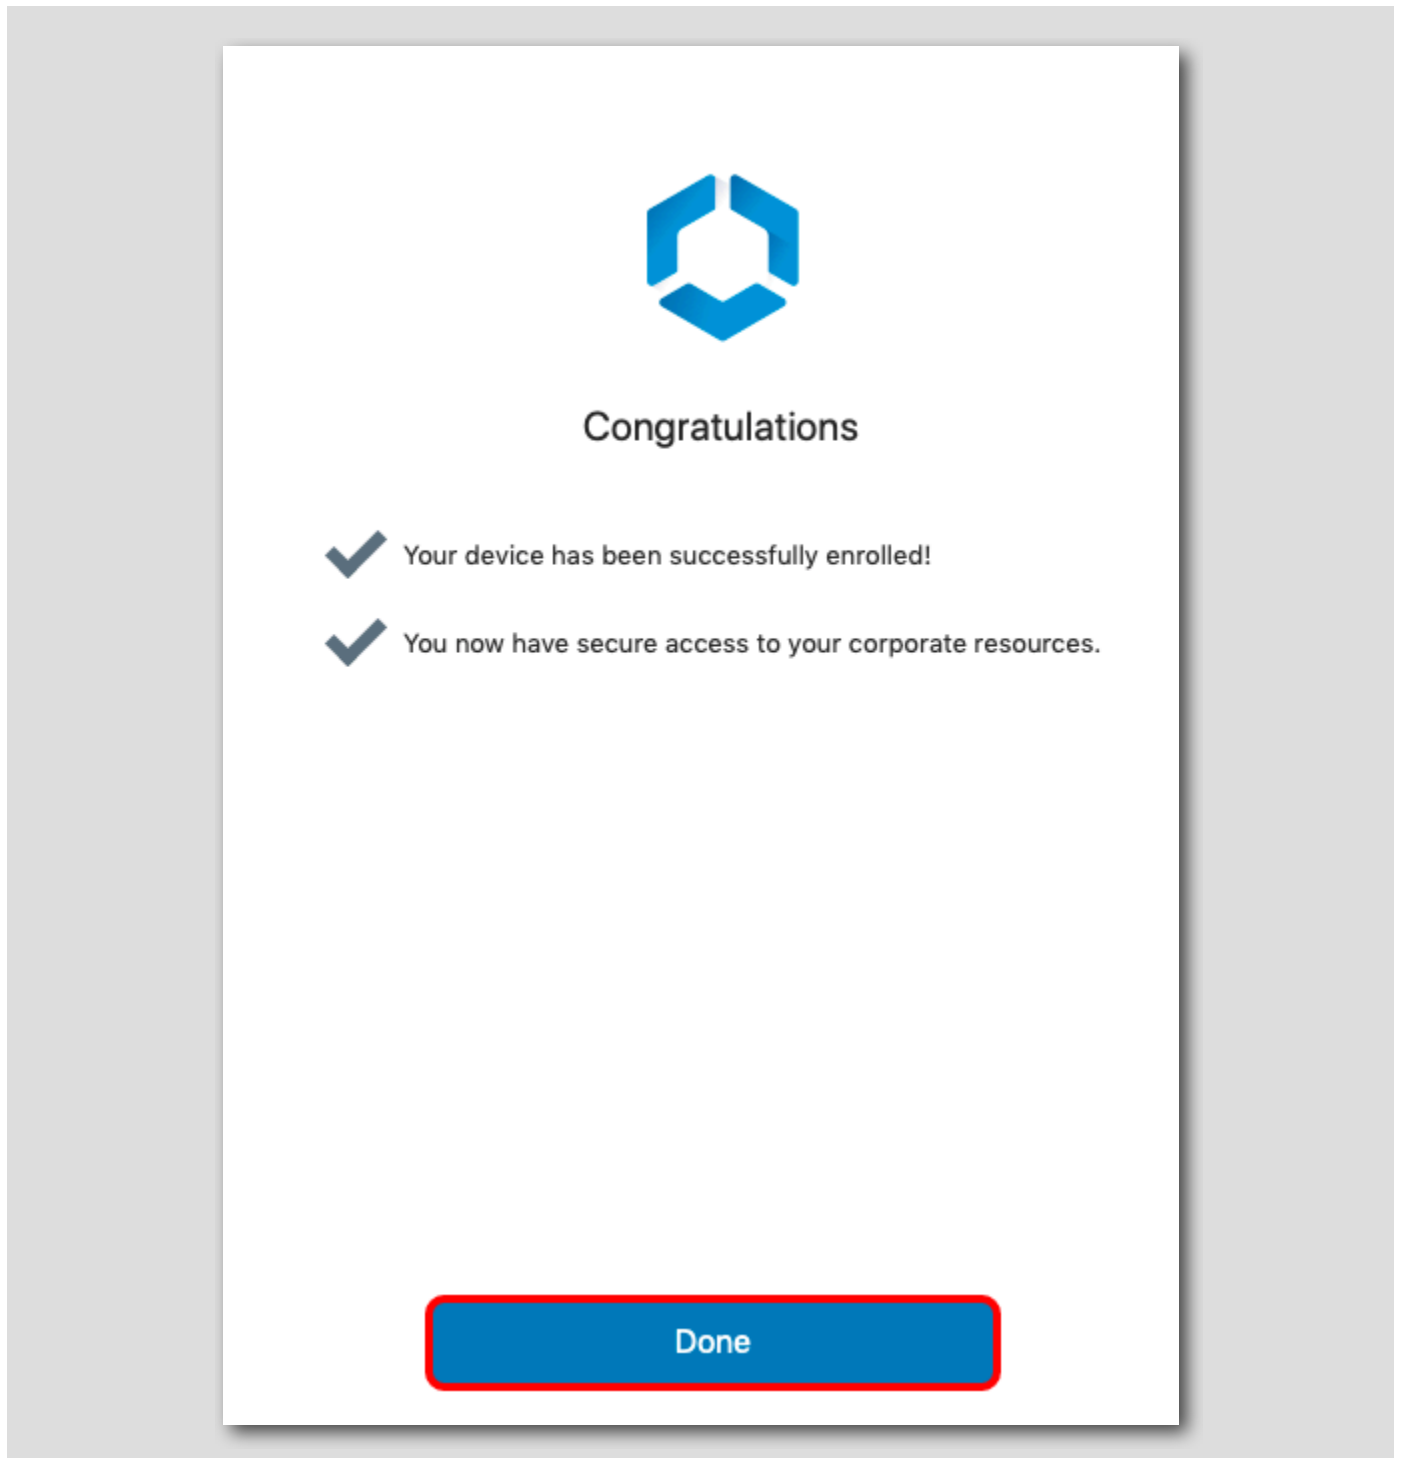 Congratulations
Your device has been successfully enrolled!
You now have secure access to your corporate resources.
Done